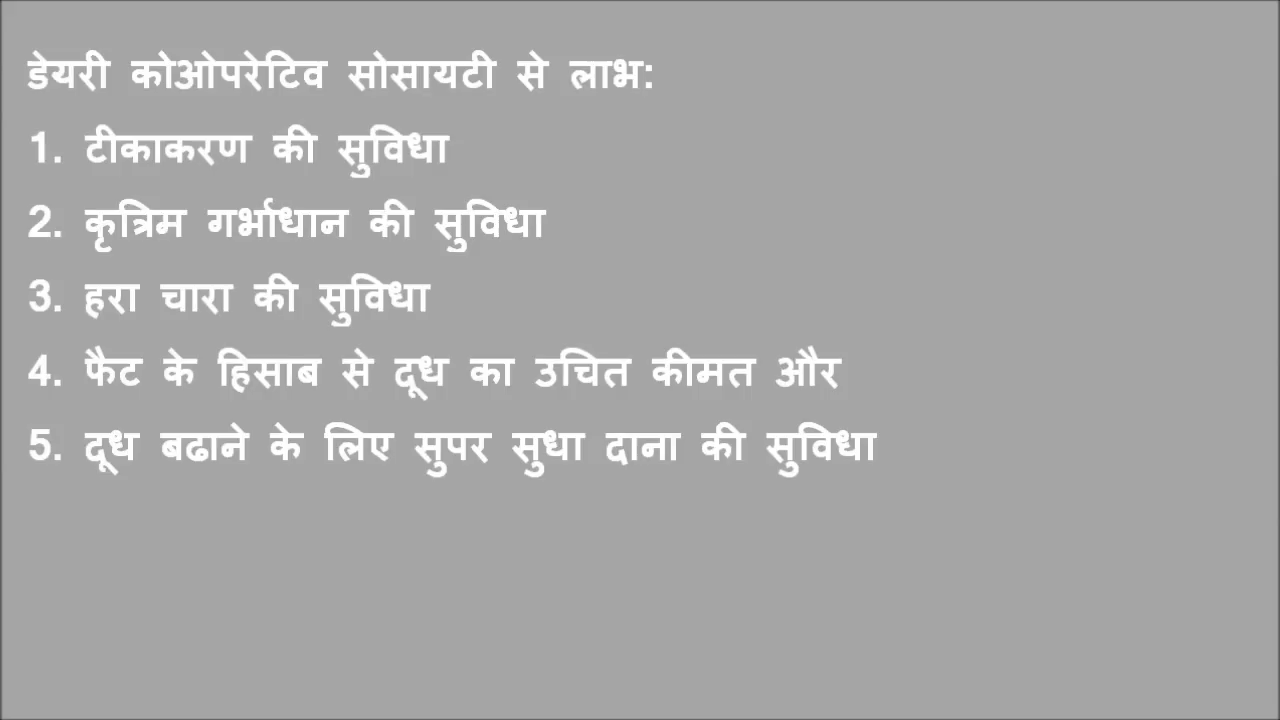 डेयरी कोओपरेटिव सोसायटी से लाभ:
1. टीकाकरण की सुविधा
2. कृत्रिम गर्भाधान की सुविधा
3. हरा चारा की सुविधा
4. फैट के हिसाब से दूध का उचित कीमत और
5. दूध बढाने के लिए सुपर सुधा दाना की सुविधा